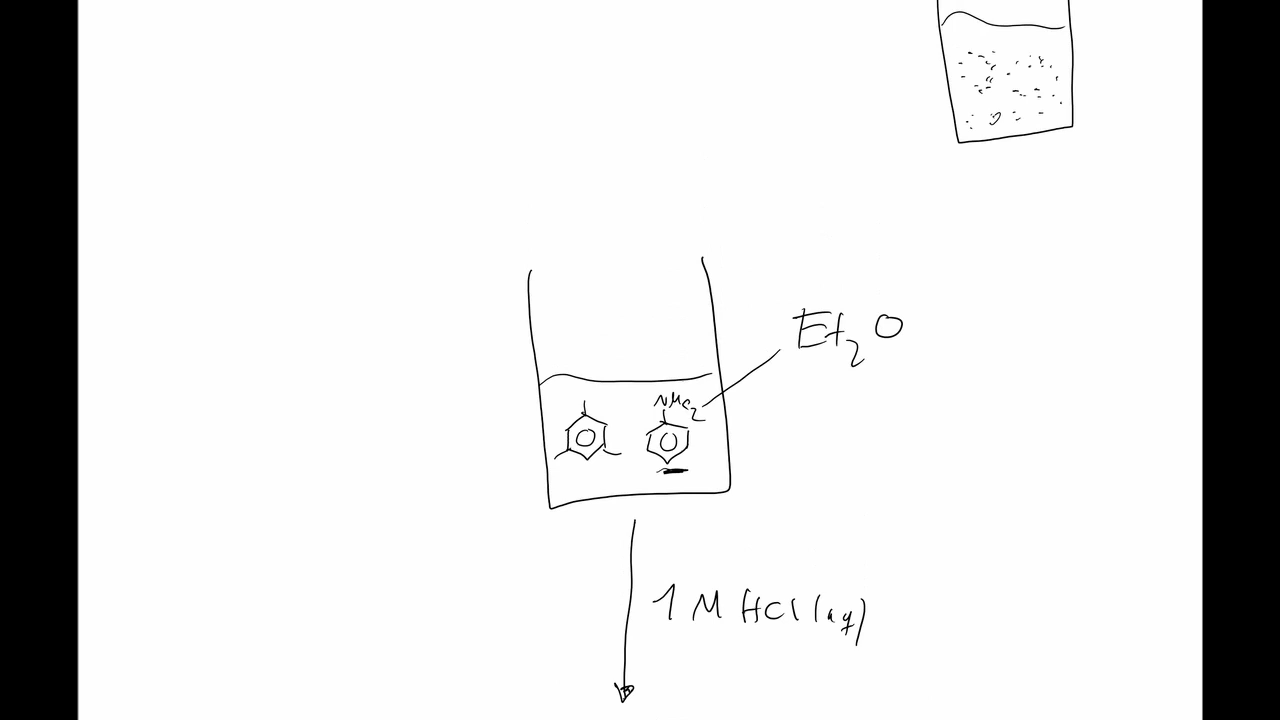 Et₂O
NMe₂
1 M HCl (aq)